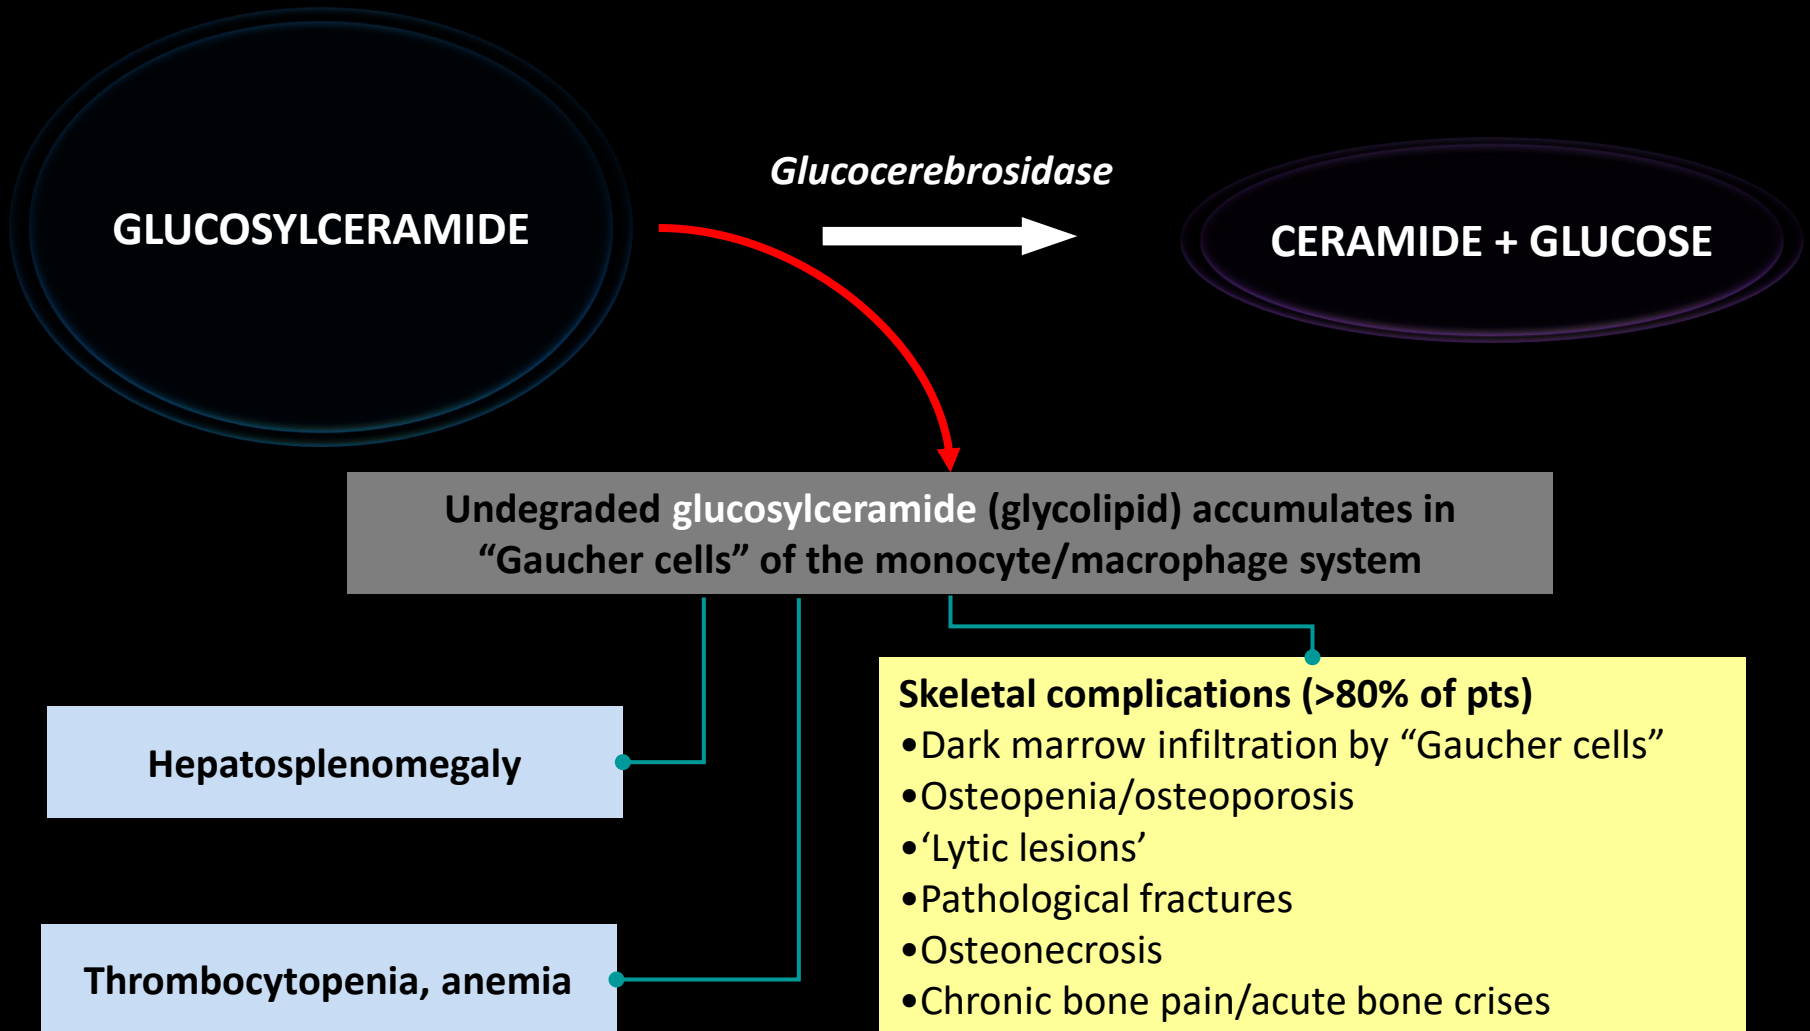 Glucocerebrosidase
GLUCOSYLCERAMIDE
CERAMIDE + GLUCOSE
Undegraded glucosylceramide (glycolipid) accumulates in
“Gaucher cells” of the monocyte/macrophage system
Hepatosplenomegaly
Thrombocytopenia, anemia
Skeletal complications (>80% of pts)
•Dark marrow infiltration by “Gaucher cells”
•Osteopenia/osteoporosis
•‘Lytic lesions’
•Pathological fractures
•Osteonecrosis
•Chronic bone pain/acute bone crises